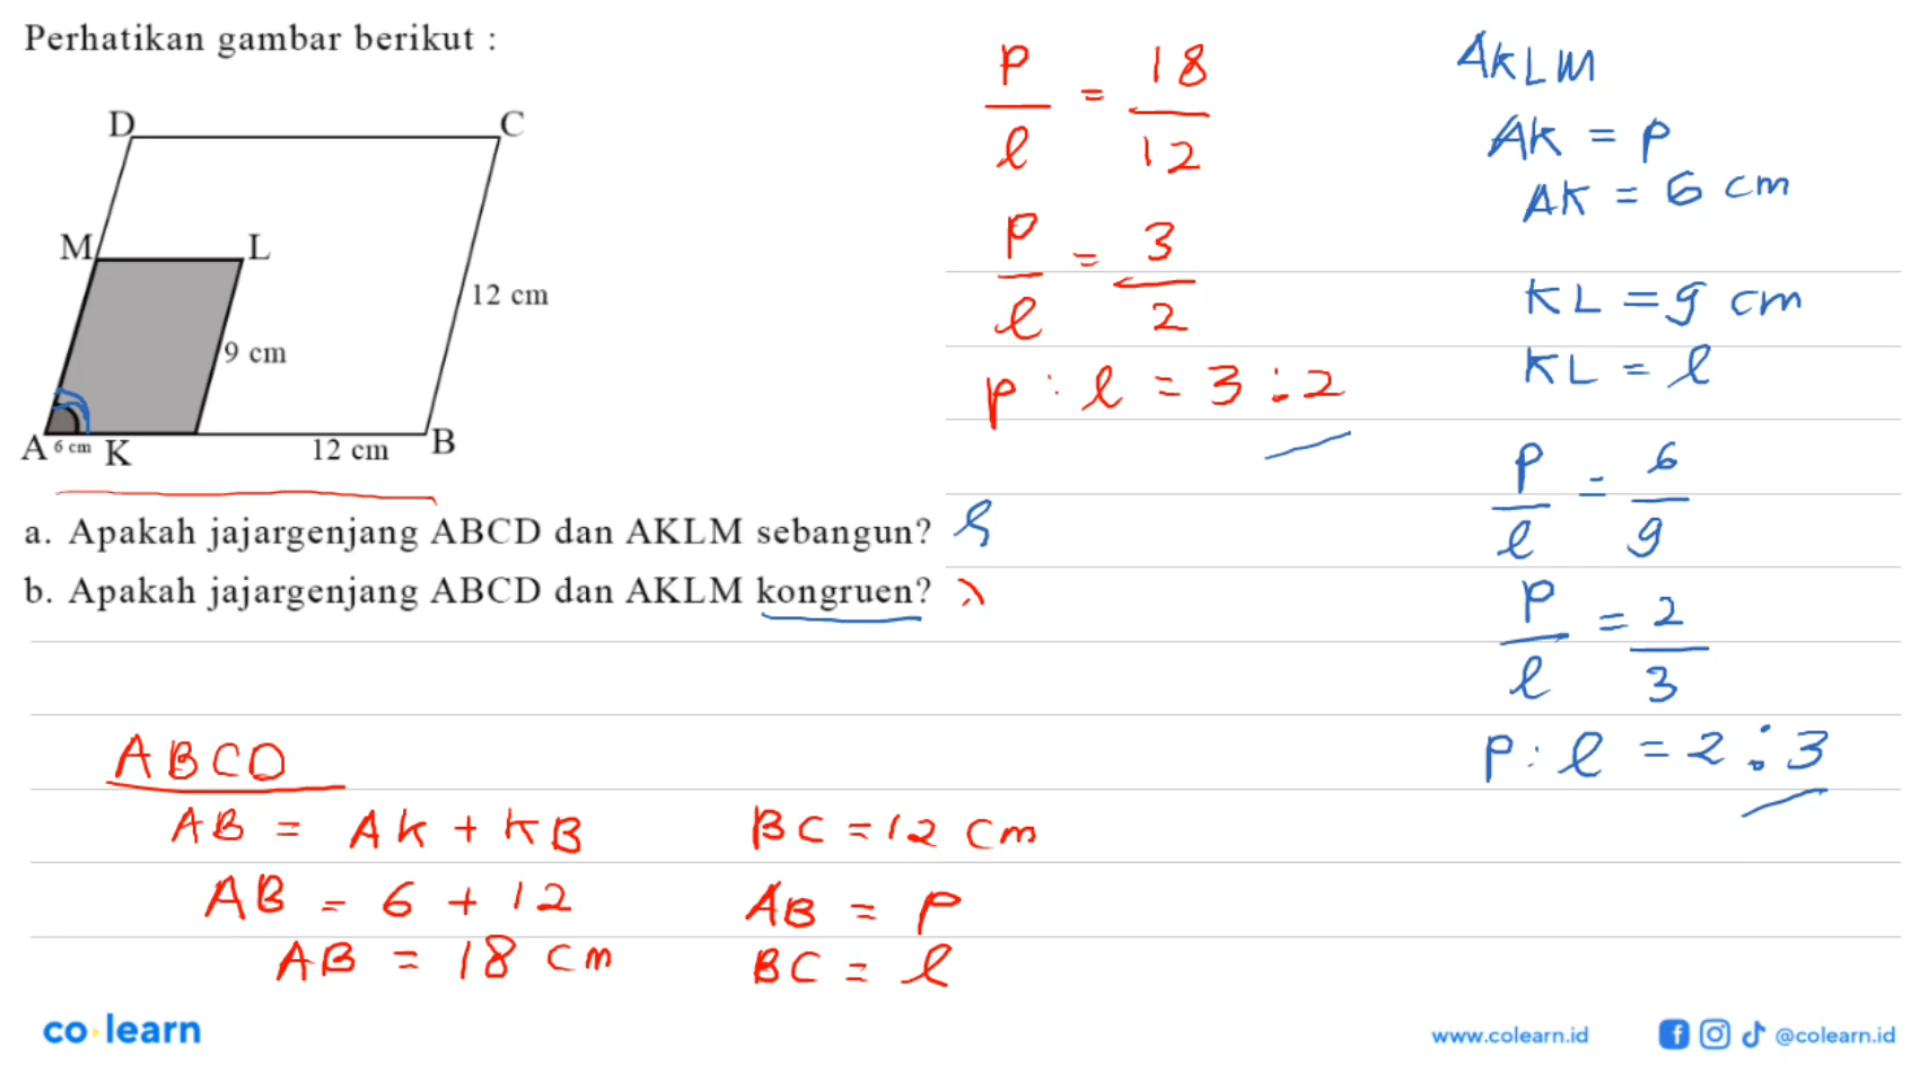 Perhatikan gambar berikut :
D
C
M
L
12 cm
9 cm
A 6 cm K
12 cm
B
a. Apakah jajargenjang ABCD dan AKLM sebangun?
b. Apakah jajargenjang ABCD dan AKLM kongruen?
p/l = 18/12
p/l = 3/2
p : l = 3 : 2
AKLM
AK = p
AK = 6 cm
KL = 9 cm
KL = l
p/l = 6/9
p/l = 2/3
p : l = 2 : 3
ABCD
AB = AK + KB
AB = 6 + 12
AB = 18 cm
BC = 12 cm
AB = p
BC = l
co learn
www.colearn.id
@colearn.id